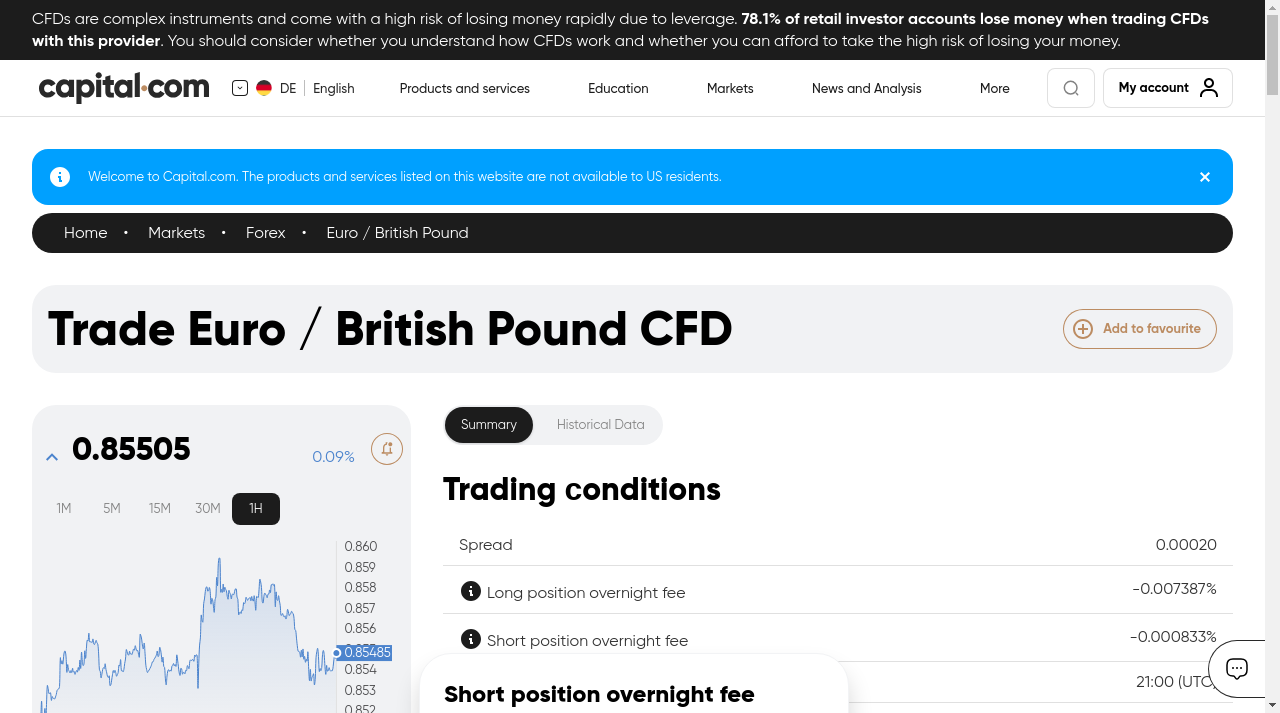 CFDs are complex instruments and come with a high risk of losing money rapidly due to leverage. 78.1% of retail investor accounts lose money when trading CFDs
with this provider. You should consider whether you understand how CFDs work and whether you can afford to take the high risk of losing your money.
capital.com
DE
English
Products and services
Education
Markets
News and Analysis
More
My account
Welcome to Capital.com. The products and services listed on this website are not available to US residents.
Home • Markets • Forex • Euro / British Pound
Trade Euro / British Pound CFD
Add to favourite
0.85505
0.09%
1M 5M 15M 30M 1H
0.860
0.859
0.858
0.857
0.856
0.85485
0.854
0.853
0.852
Summary
Historical Data
Trading conditions
Spread 0.00020
Long position overnight fee -0.007387%
Short position overnight fee -0.000833%
21:00 (UTC)
Short position overnight fee